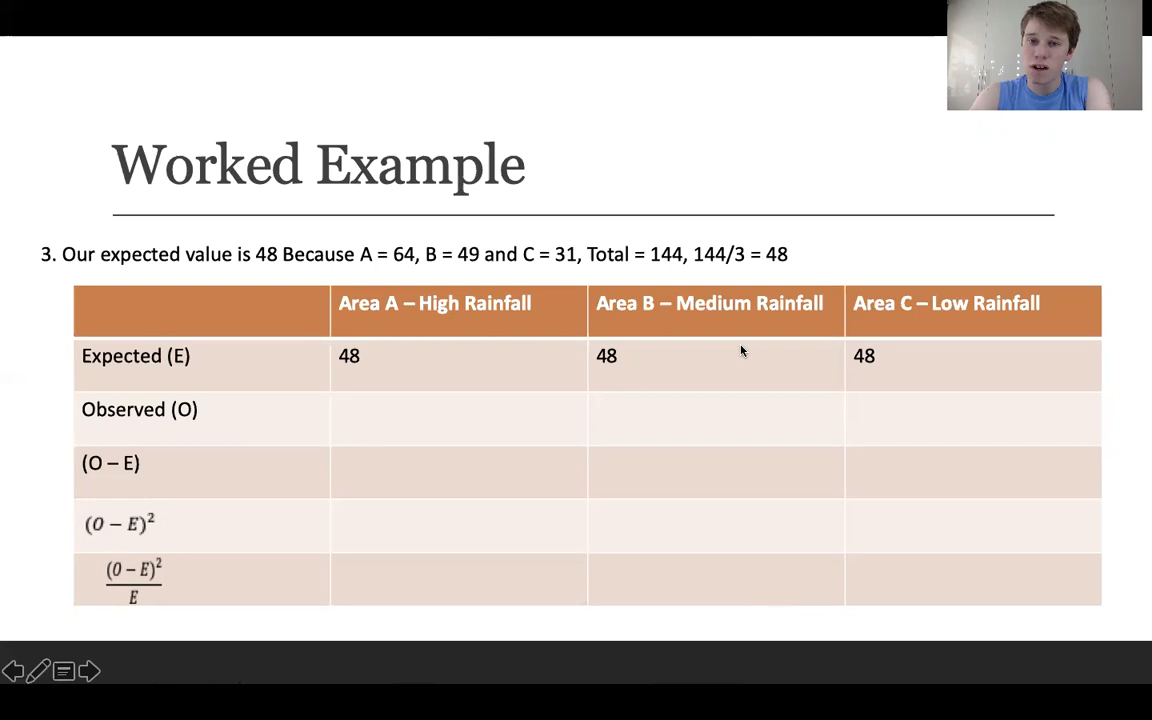 Worked Example
3. Our expected value is 48 Because A = 64, B = 49 and C = 31, Total = 144, 144/3 = 48
Area A – High Rainfall Area B – Medium Rainfall Area C – Low Rainfall
Expected (E) 48 48 48
Observed (O)
(O – E)
(O − E)²
(O − E)²
E